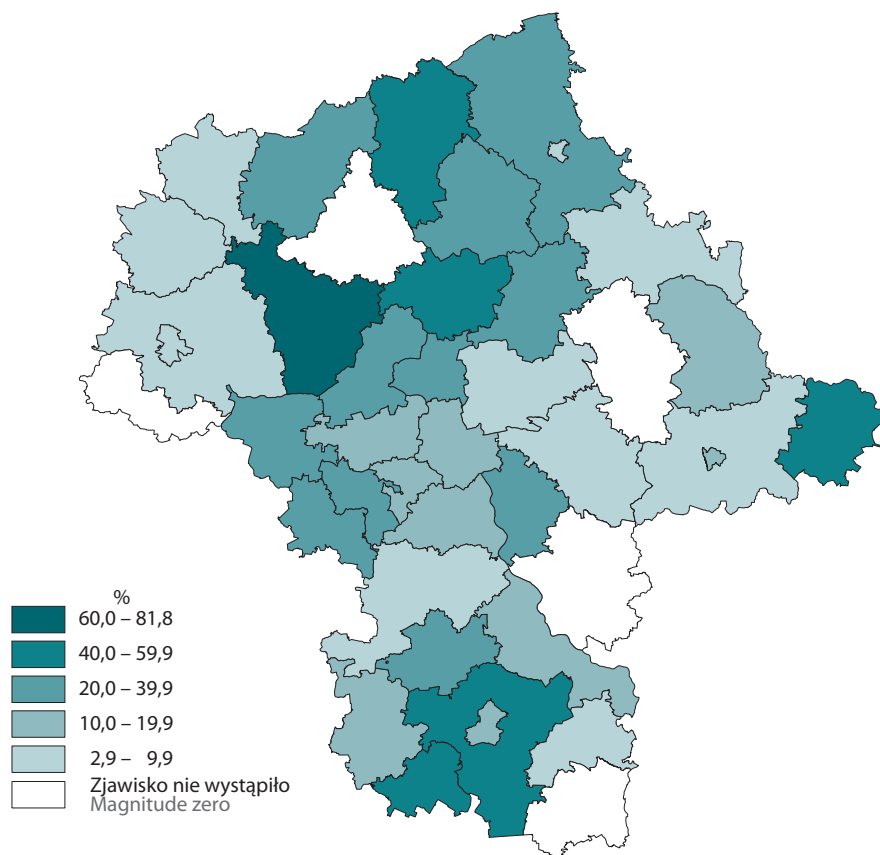 %
60,0 – 81,8
40,0 – 59,9
20,0 – 39,9
10,0 – 19,9
2,9 – 9,9
Zjawisko nie wystąpiło
Magnitude zero